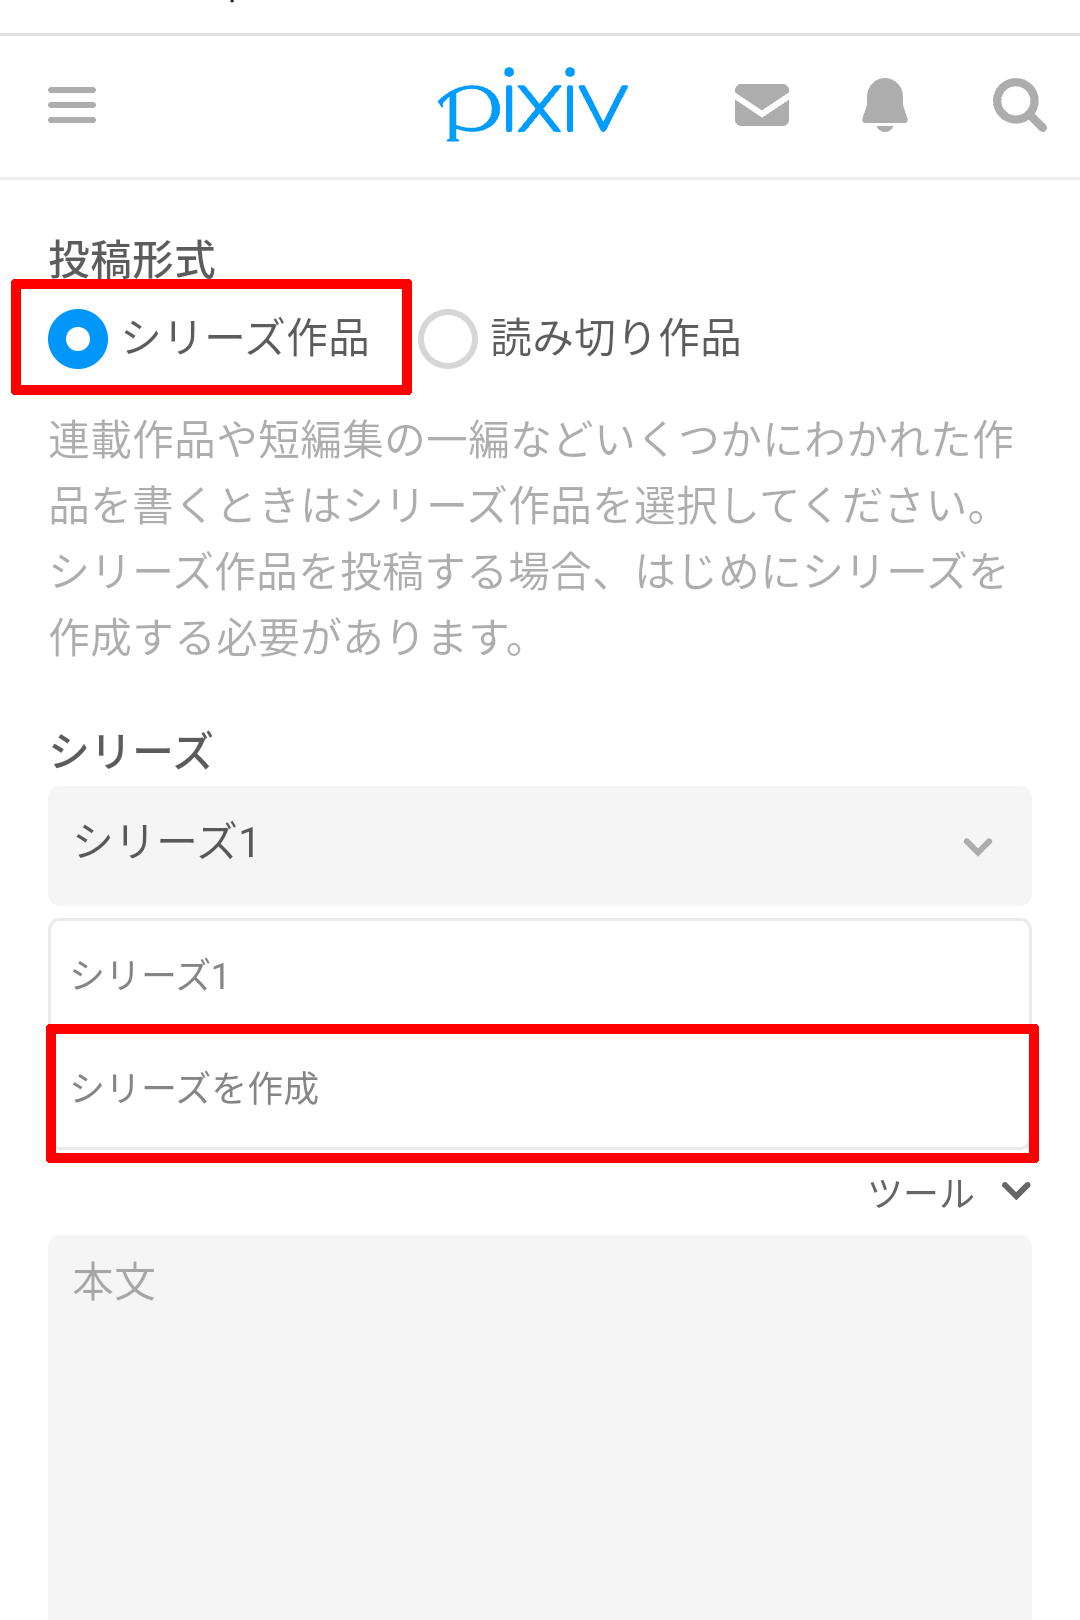 pixiv
投稿形式
シリーズ作品 読み切り作品
連載作品や短編集の一編などいくつかにわかれた作
品を書くときはシリーズ作品を選択してください。
シリーズ作品を投稿する場合、はじめにシリーズを
作成する必要があります。
シリーズ
シリーズ1
シリーズ1
シリーズを作成
ツール
本文